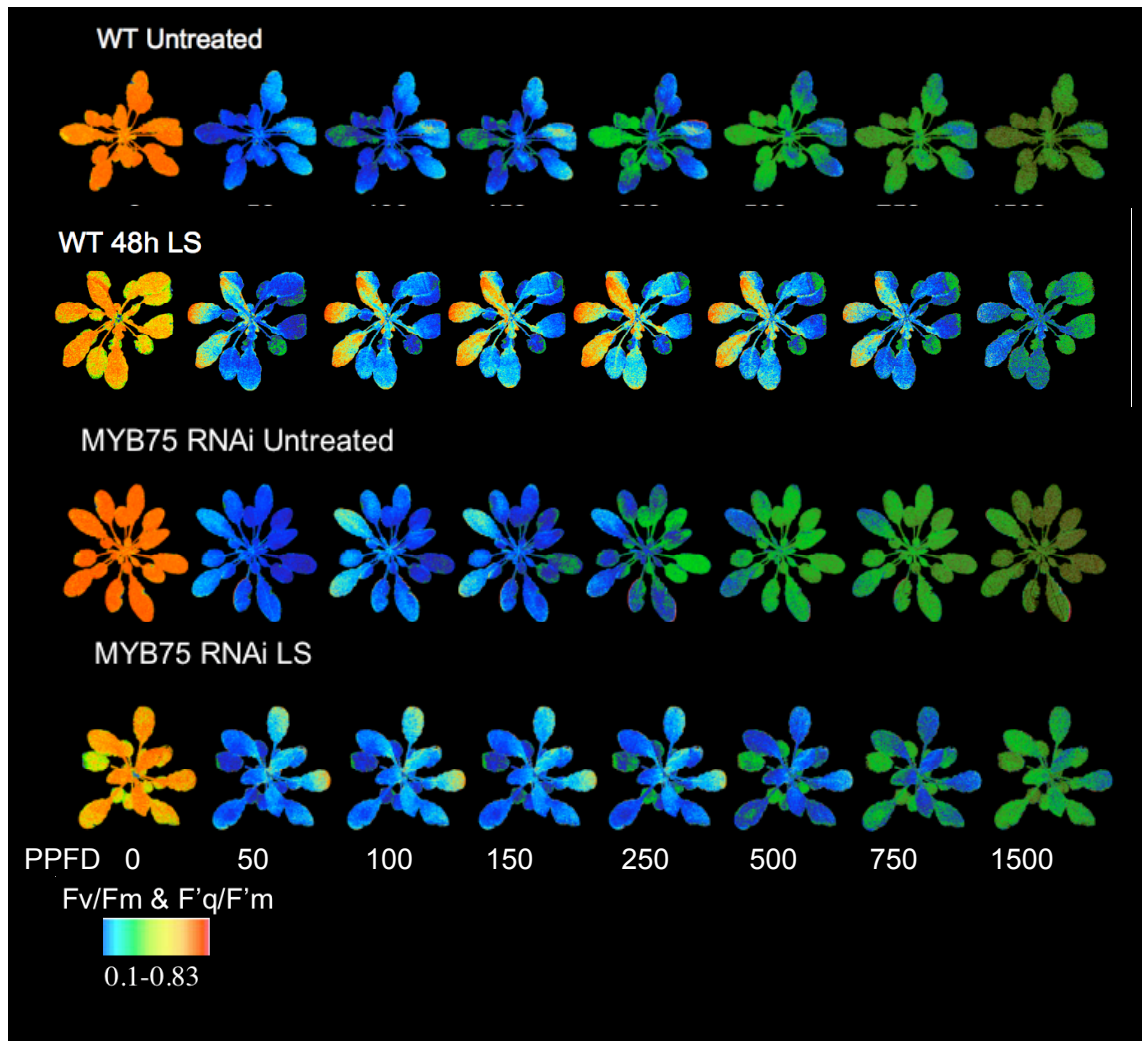 WT Untreated
WT 48h LS
MYB75 RNAi Untreated
MYB75 RNAi LS
PPFD 0 50 100 150 250 500 750 1500
Fv/Fm & F'q/F'm
0.1-0.83